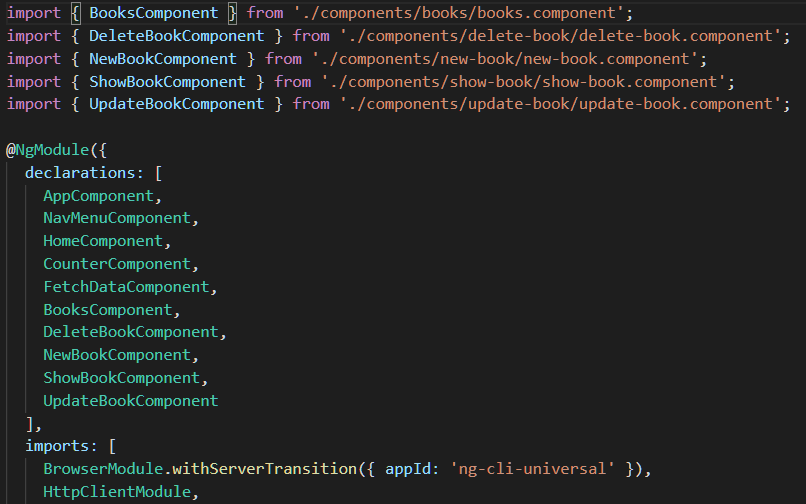 import { BooksComponent } from './components/books/books.component';
import { DeleteBookComponent } from './components/delete-book/delete-book.component';
import { NewBookComponent } from './components/new-book/new-book.component';
import { ShowBookComponent } from './components/show-book/show-book.component';
import { UpdateBookComponent } from './components/update-book/update-book.component';
@NgModule({
declarations: [
AppComponent,
NavMenuComponent,
HomeComponent,
CounterComponent,
FetchDataComponent,
BooksComponent,
DeleteBookComponent,
NewBookComponent,
ShowBookComponent,
UpdateBookComponent
],
imports: [
BrowserModule.withServerTransition({ appId: 'ng-cli-universal' }),
HttpClientModule,